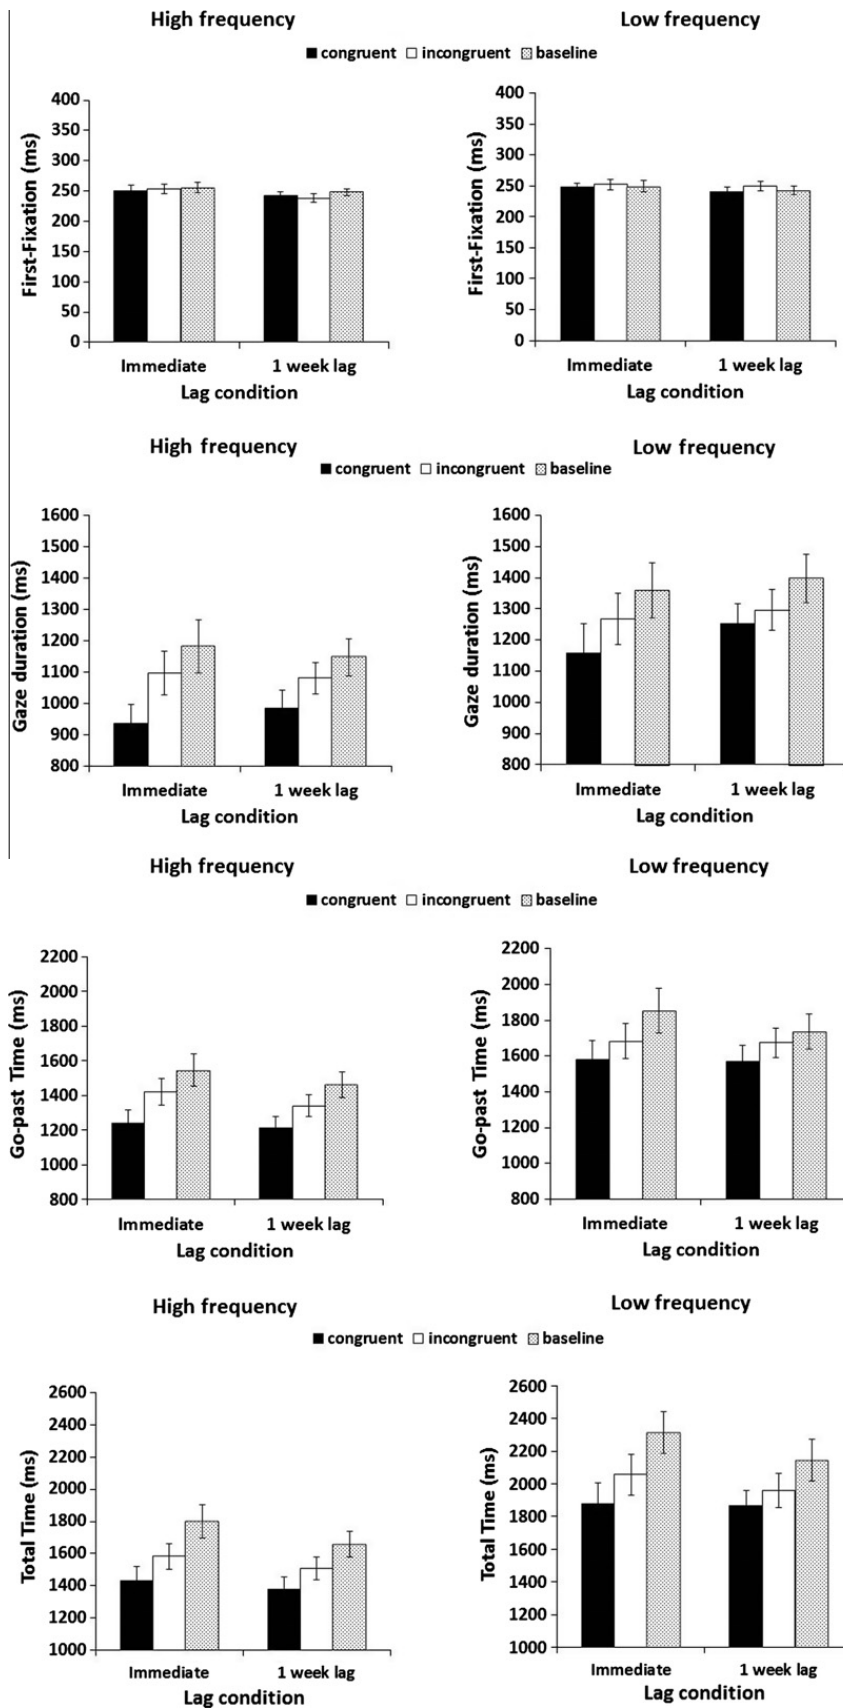 High frequency
Low frequency
congruent incongruent baseline
First-Fixation (ms)
400
350
300
250
200
150
100
50
0
Immediate 1 week lag
Lag condition
First-Fixation (ms)
400
350
300
250
200
150
100
50
0
Immediate 1 week lag
Lag condition
High frequency
Low frequency
congruent incongruent baseline
Gaze duration (ms)
1600
1500
1400
1300
1200
1100
1000
900
800
Immediate 1 week lag
Lag condition
Gaze duration (ms)
1600
1500
1400
1300
1200
1100
1000
900
800
Immediate 1 week lag
Lag condition
High frequency
Low frequency
congruent incongruent baseline
Go-past Time (ms)
2200
2000
1800
1600
1400
1200
1000
800
Immediate 1 week lag
Lag condition
Go-past Time (ms)
2200
2000
1800
1600
1400
1200
1000
800
Immediate 1 week lag
Lag condition
High frequency
Low frequency
congruent incongruent baseline
Total Time (ms)
2600
2400
2200
2000
1800
1600
1400
1200
1000
Immediate 1 week lag
Lag condition
Total Time (ms)
2600
2400
2200
2000
1800
1600
1400
1200
1000
Immediate 1 week lag
Lag condition